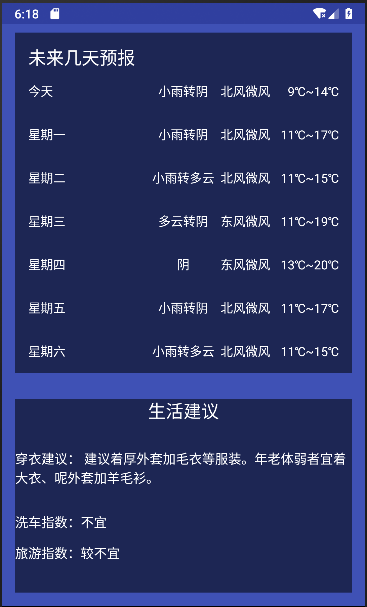 6:18
未来几天预报
今天 小雨转阴 北风微风 9℃~14℃
星期一 小雨转阴 北风微风 11℃~17℃
星期二 小雨转多云 北风微风 11℃~15℃
星期三 多云转阴 东风微风 11℃~19℃
星期四 阴 东风微风 13℃~20℃
星期五 小雨转阴 北风微风 11℃~17℃
星期六 小雨转多云 北风微风 11℃~15℃
生活建议
穿衣建议： 建议着厚外套加毛衣等服装。年老体弱者宜着
大衣、呢外套加羊毛衫。
洗车指数：不宜
旅游指数：较不宜